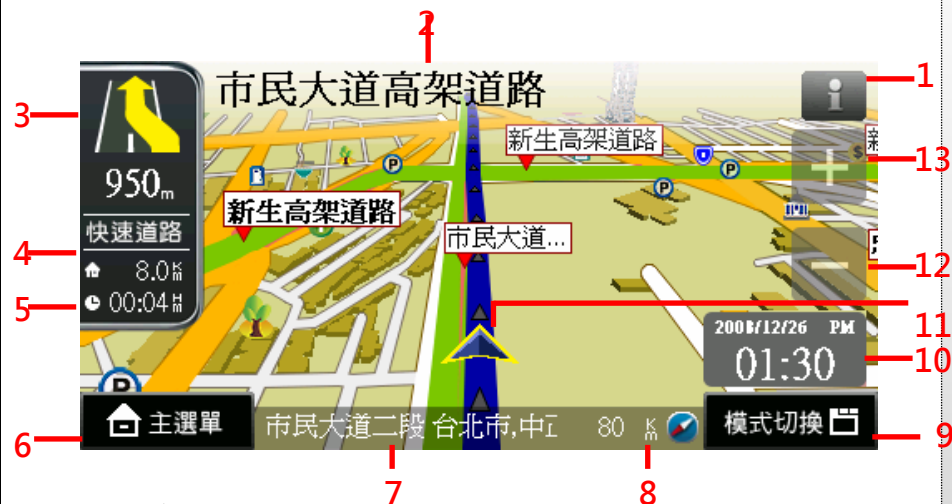 2
市民大道高架道路
1
3
950m
快速道路
新生高架道路
13
P
P
P
$
新
新生高架道路
市民大道...
4
8.0KM
12
5
00:04HM
11
2008/12/26 PM
01:30
10
P
6
主選單
市民大道二段 台北市,中正
80 KM
模式切換
9
7
8